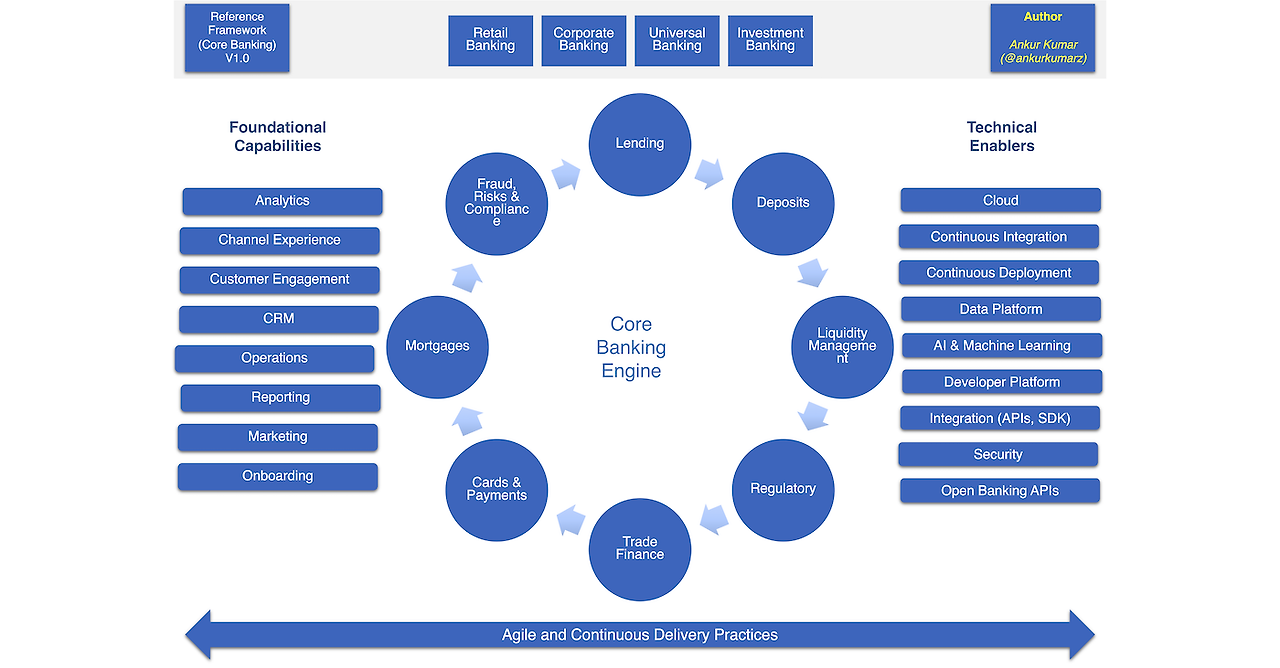 Reference
Framework
(Core Banking)
V1.0
Retail
Banking
Corporate
Banking
Universal
Banking
Investment
Banking
Author
Ankur Kumar
(@ankurkumarz)
Foundational
Capabilities
Analytics
Channel Experience
Customer Engagement
CRM
Operations
Reporting
Marketing
Onboarding
Core
Banking
Engine
Lending
Deposits
Liquidity
Manageme
nt
Regulatory
Trade
Finance
Cards &
Payments
Mortgages
Fraud,
Risks &
Complianc
e
Technical
Enablers
Cloud
Continuous Integration
Continuous Deployment
Data Platform
AI & Machine Learning
Developer Platform
Integration (APIs, SDK)
Security
Open Banking APIs
Agile and Continuous Delivery Practices